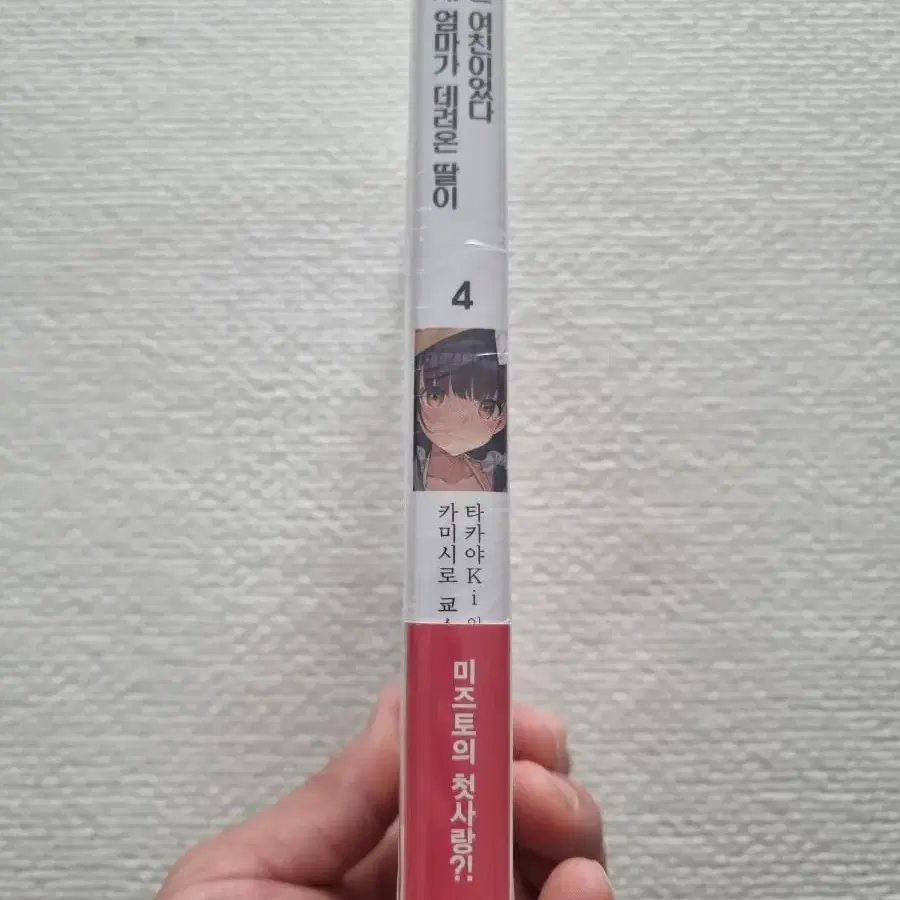 엄마가 데려온 딸이
여친이었다
4
카미시로 쿄
타카야Ki
미즈토의 첫사랑?!